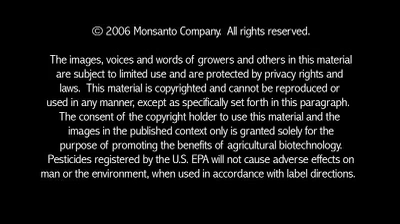 © 2006 Monsanto Company.  All rights reserved.
The images, voices and words of growers and others in this material
are subject to limited use and are protected by privacy rights and
laws.  This material is copyrighted and cannot be reproduced or
used in any manner, except as specifically set forth in this paragraph.
The consent of the copyright holder to use this material and the
images in the published context only is granted solely for the
purpose of promoting the benefits of agricultural biotechnology.
Pesticides registered by the U.S. EPA will not cause adverse effects on
man or the environment, when used in accordance with label directions.